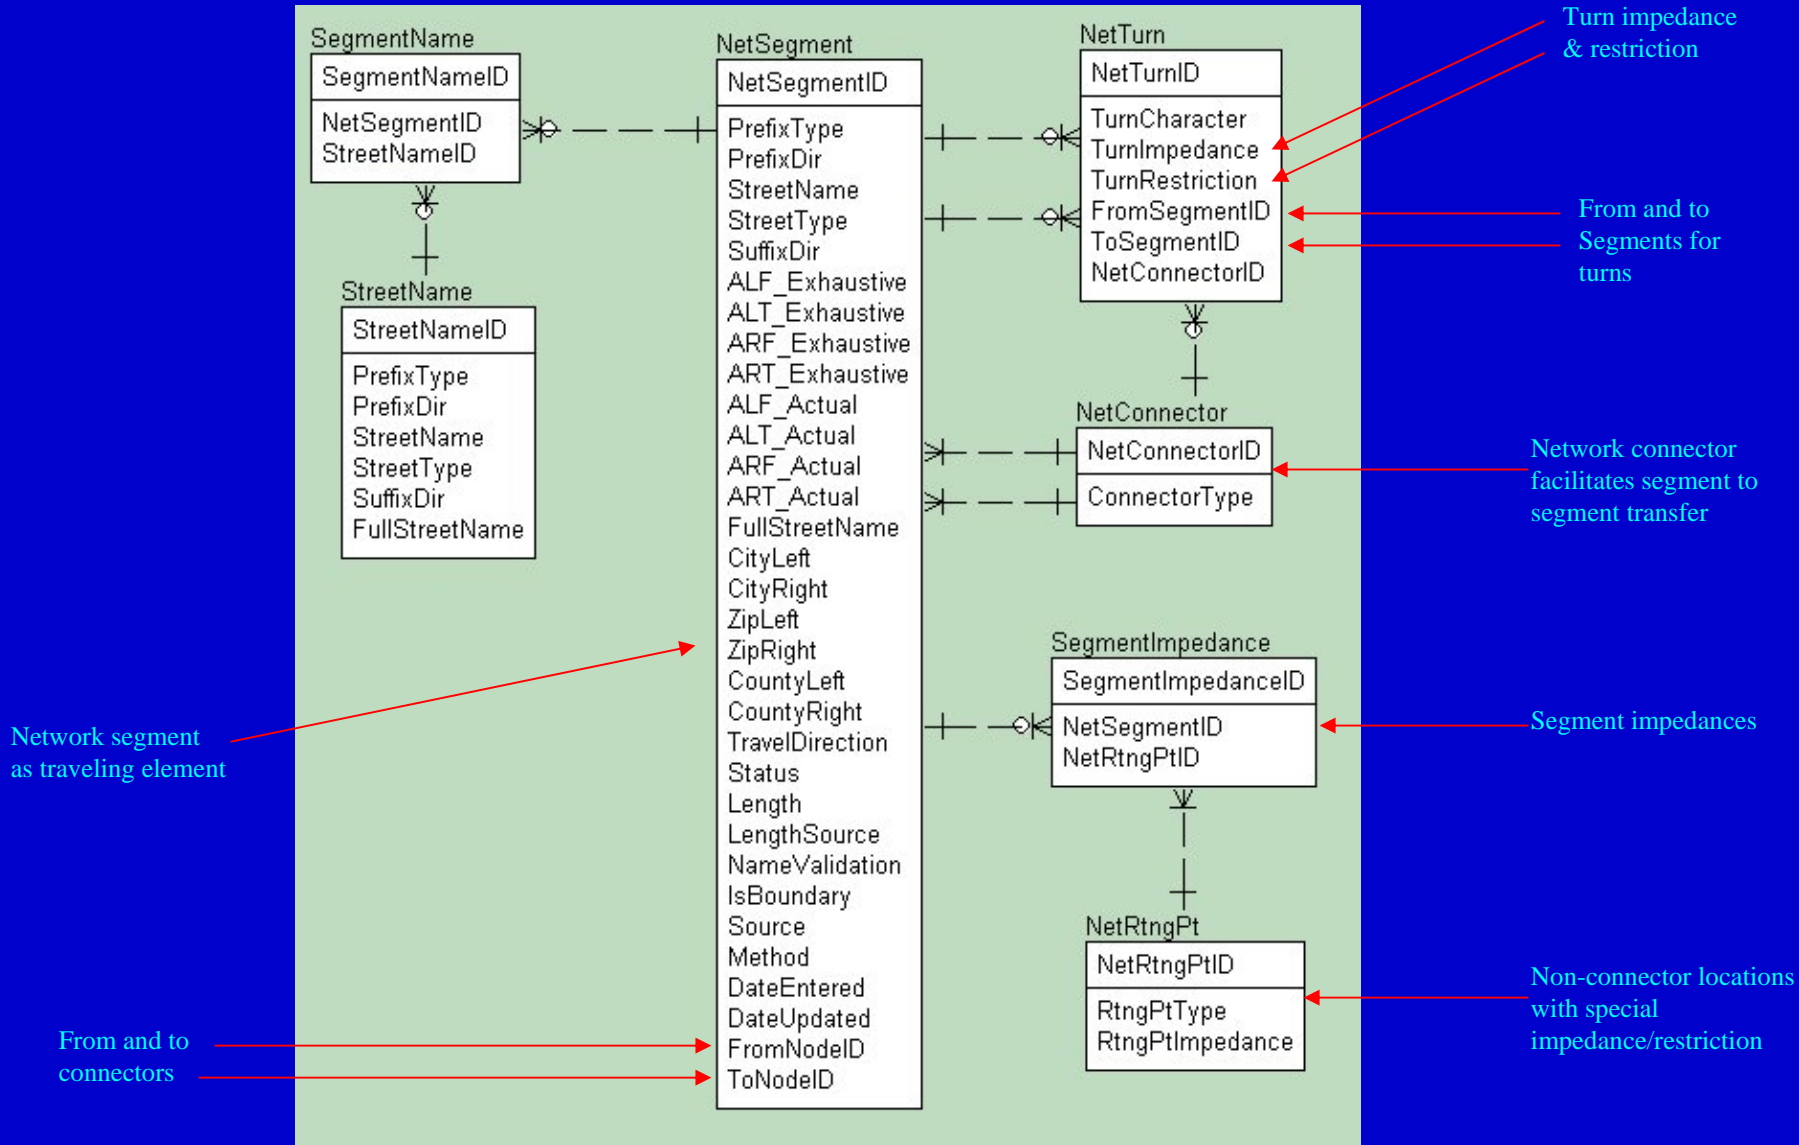 SegmentName
SegmentNameID
NetSegmentID
StreetNameID
StreetName
StreetNameID
PrefixType
PrefixDir
StreetName
StreetType
SuffixDir
FullStreetName
NetSegment
NetSegmentID
PrefixType
PrefixDir
StreetName
StreetType
SuffixDir
ALF_Exhaustive
ALT_Exhaustive
ARF_Exhaustive
ART_Exhaustive
ALF_Actual
ALT_Actual
ARF_Actual
ART_Actual
FullStreetName
CityLeft
CityRight
ZipLeft
ZipRight
CountyLeft
CountyRight
TravelDirection
Status
Length
LengthSource
NameValidation
IsBoundary
Source
Method
DateEntered
DateUpdated
FromNodeID
ToNodeID
NetTurn
NetTurnID
TurnCharacter
TurnImpedance
TurnRestriction
FromSegmentID
ToSegmentID
NetConnectorID
NetConnector
NetConnectorID
ConnectorType
SegmentImpedance
SegmentImpedanceID
NetSegmentID
NetRtngPtID
NetRtngPt
NetRtngPtID
RtngPtType
RtngPtImpedance
Turn impedance
& restriction
From and to
Segments for
turns
Network connector
facilitates segment to
segment transfer
Segment impedances
Non-connector locations
with special
impedance/restriction
Network segment
as traveling element
From and to
connectors